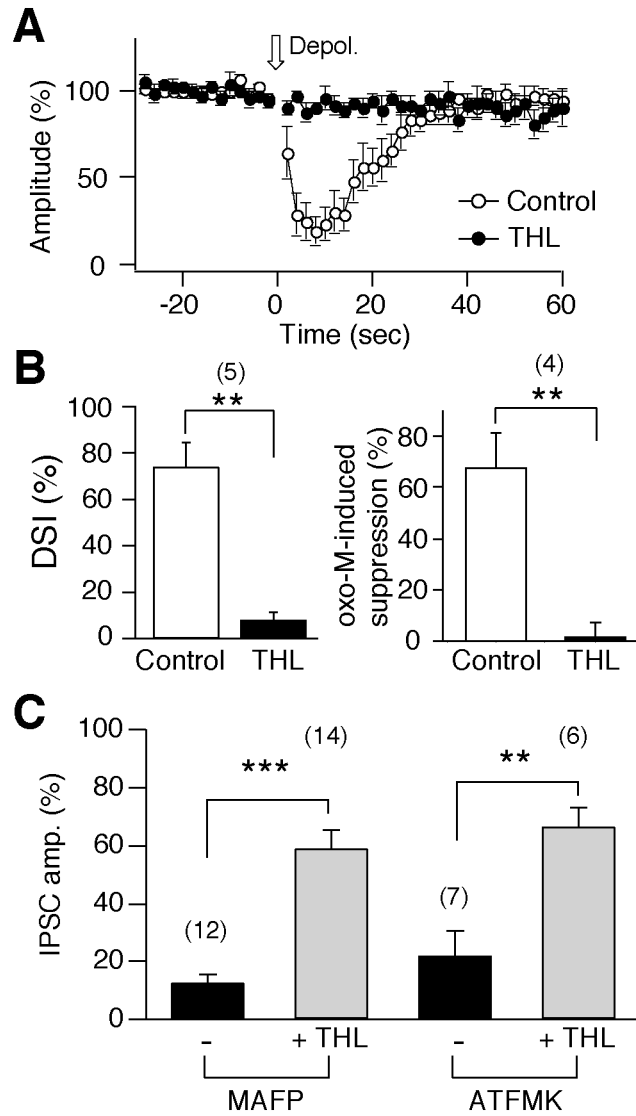 A
Depol.
Amplitude (%)
100
50
0
Control
THL
-20 0 20 40 60
Time (sec)
B
(5)
**
DSI (%)
100
80
60
40
20
0
Control THL
(4)
**
oxo-M-induced
suppression (%)
80
60
40
20
0
Control THL
C
IPSC amp. (%)
100
80
60
40
20
0
(12)
***
(14)
(7)
**
(6)
- + THL - + THL
MAFP ATFMK